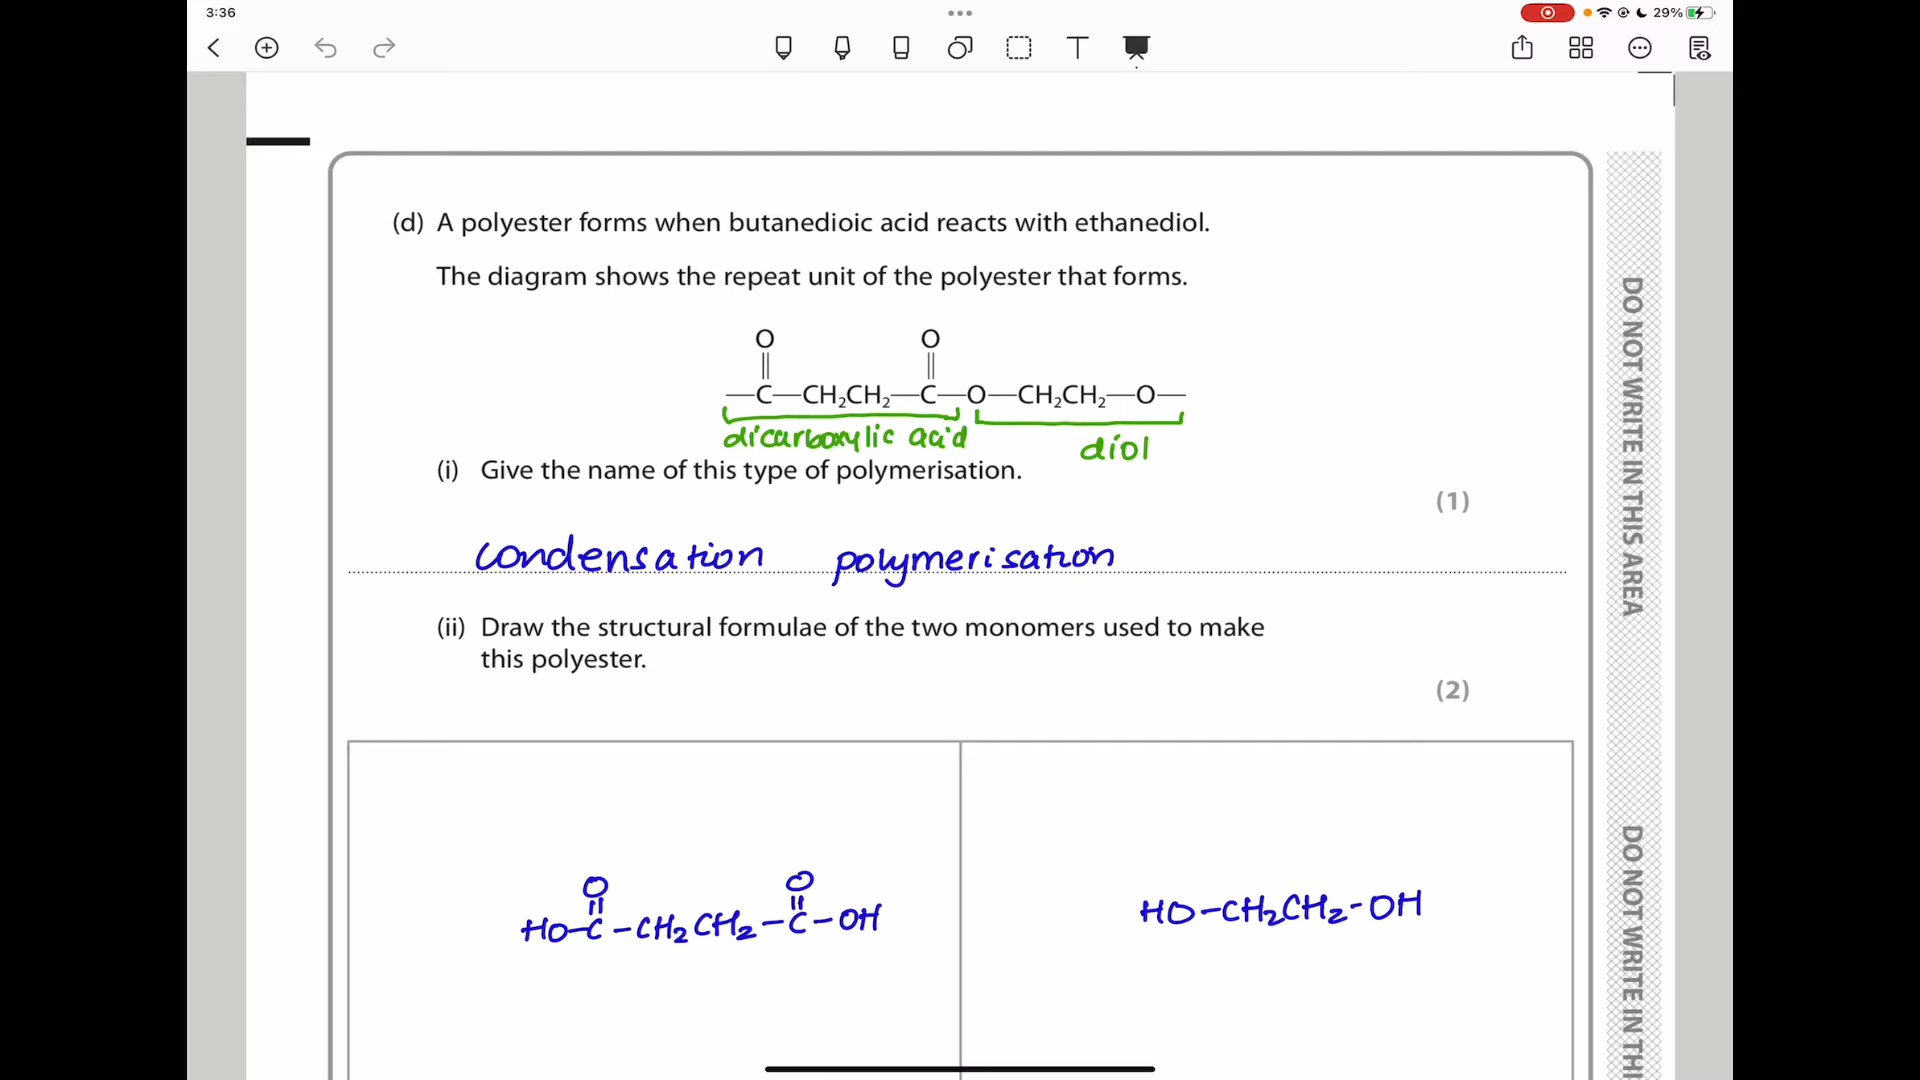 3:36
29%
(d) A polyester forms when butanedioic acid reacts with ethanediol.
The diagram shows the repeat unit of the polyester that forms.
O O
—C—CH₂CH₂—C—O—CH₂CH₂—O—
dicarboxylic acid diol
(i) Give the name of this type of polymerisation.
(1)
condensation polymerisation
(ii) Draw the structural formulae of the two monomers used to make
this polyester.
(2)
O O
HO–C–CH₂CH₂–C–OH
HO–CH₂CH₂–OH
DO NOT WRITE IN THIS AREA
DO NOT WRITE IN THI